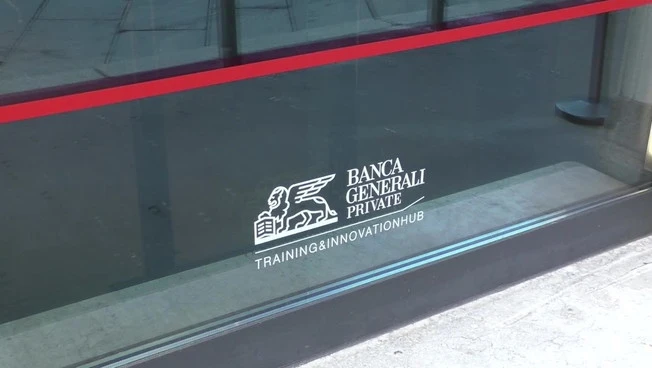 BANCA
GENERALI
PRIVATE
TRAINING&INNOVATIONHUB